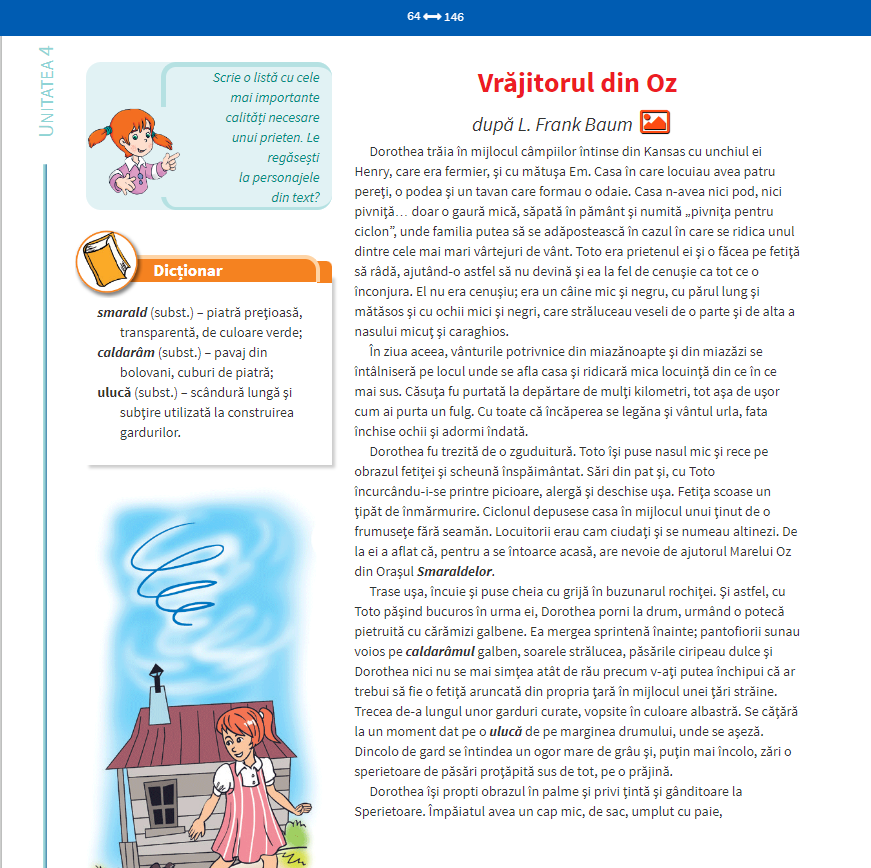 64 146
UNITATEA 4
Scrie o listă cu cele
mai importante
calități necesare
unui prieten. Le
regăsești
la personajele
din text?
Dicționar
smarald (subst.) – piatră prețioasă,
transparentă, de culoare verde;
caldarâm (subst.) – pavaj din
bolovani, cuburi de piatră;
ulucă (subst.) – scândură lungă și
subțire utilizată la construirea
gardurilor.
Vrăjitorul din Oz
după L. Frank Baum
Dorothea trăia în mijlocul câmpiilor întinse din Kansas cu unchiul ei
Henry, care era fermier, și cu mătușa Em. Casa în care locuiau avea patru
pereți, o podea și un tavan care formau o odaie. Casa n-avea nici pod, nici
pivniță… doar o gaură mică, săpată în pământ și numită „pivnița pentru
ciclon”, unde familia putea să se adăpostească în cazul în care se ridica unul
dintre cele mai mari vârtejuri de vânt. Toto era prietenul ei și o făcea pe fetiță
să râdă, ajutând-o astfel să nu devină și ea la fel de cenușie ca tot ce o
înconjura. El nu era cenușiu; era un câine mic și negru, cu părul lung și
mătăsos și cu ochii mici și negri, care străluceau veseli de o parte și de alta a
nasului micuț și caraghios.
În ziua aceea, vânturile potrivnice din miazănoapte și din miazăzi se
întâlniseră pe locul unde se afla casa și ridicară mica locuință din ce în ce
mai sus. Căsuța fu purtată la depărtare de mulți kilometri, tot așa de ușor
cum ai purta un fulg. Cu toate că încăperea se legăna și vântul urla, fata
închise ochii și adormi îndată.
Dorothea fu trezită de o zguduitură. Toto își puse nasul mic și rece pe
obrazul fetiței și scheună înspăimântat. Sări din pat și, cu Toto
încurcându-i-se printre picioare, alergă și deschise ușa. Fetița scoase un
țipăt de înmărmurire. Ciclonul depusese casa în mijlocul unui ținut de o
frumusețe fără seamăn. Locuitorii erau cam ciudați și se numeau altinezi. De
la ei a aflat că, pentru a se întoarce acasă, are nevoie de ajutorul Marelui Oz
din Orașul Smaraldelor.
Trase ușa, încuie și puse cheia cu grijă în buzunarul rochiței. Și astfel, cu
Toto pășind bucuros în urma ei, Dorothea porni la drum, urmând o potecă
pietruită cu cărămizi galbene. Ea mergea sprintenă înainte; pantofiorii sunau
voios pe caldarâmul galben, soarele strălucea, păsările ciripeau dulce și
Dorothea nici nu se mai simțea atât de rău precum v-ați putea închipui că ar
trebui să fie o fetiță aruncată din propria țară în mijlocul unei țări străine.
Trecea de-a lungul unor garduri curate, vopsite în culoare albastră. Se cățără
la un moment dat pe o ulucă de pe marginea drumului, unde se așeză.
Dincolo de gard se întindea un ogor mare de grâu și, puțin mai încolo, zări o
sperietoare de păsări proțăpită sus de tot, pe o prăjină.
Dorothea își propti obrazul în palme și privi țintă și gânditoare la
Sperietoare. Împăiatul avea un cap mic, de sac, umplut cu paie,